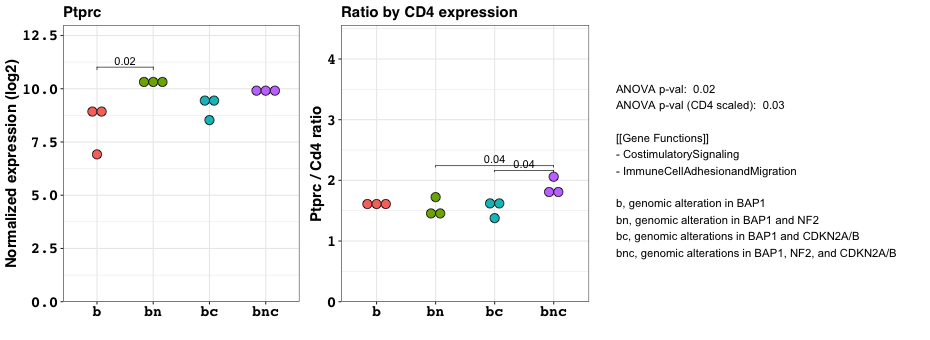 Ptprc
Normalized expression (log2)
12.5
10.0
7.5
5.0
2.5
0.0
0.02
b
bn
bc
bnc
Ratio by CD4 expression
Ptprc / Cd4 ratio
4
3
2
1
0
0.04
0.04
b
bn
bc
bnc
ANOVA p-val: 0.02
ANOVA p-val (CD4 scaled): 0.03
[[Gene Functions]]
- CostimulatorySignaling
- ImmuneCellAdhesionandMigration
b, genomic alteration in BAP1
bn, genomic alteration in BAP1 and NF2
bc, genomic alterations in BAP1 and CDKN2A/B
bnc, genomic alterations in BAP1, NF2, and CDKN2A/B